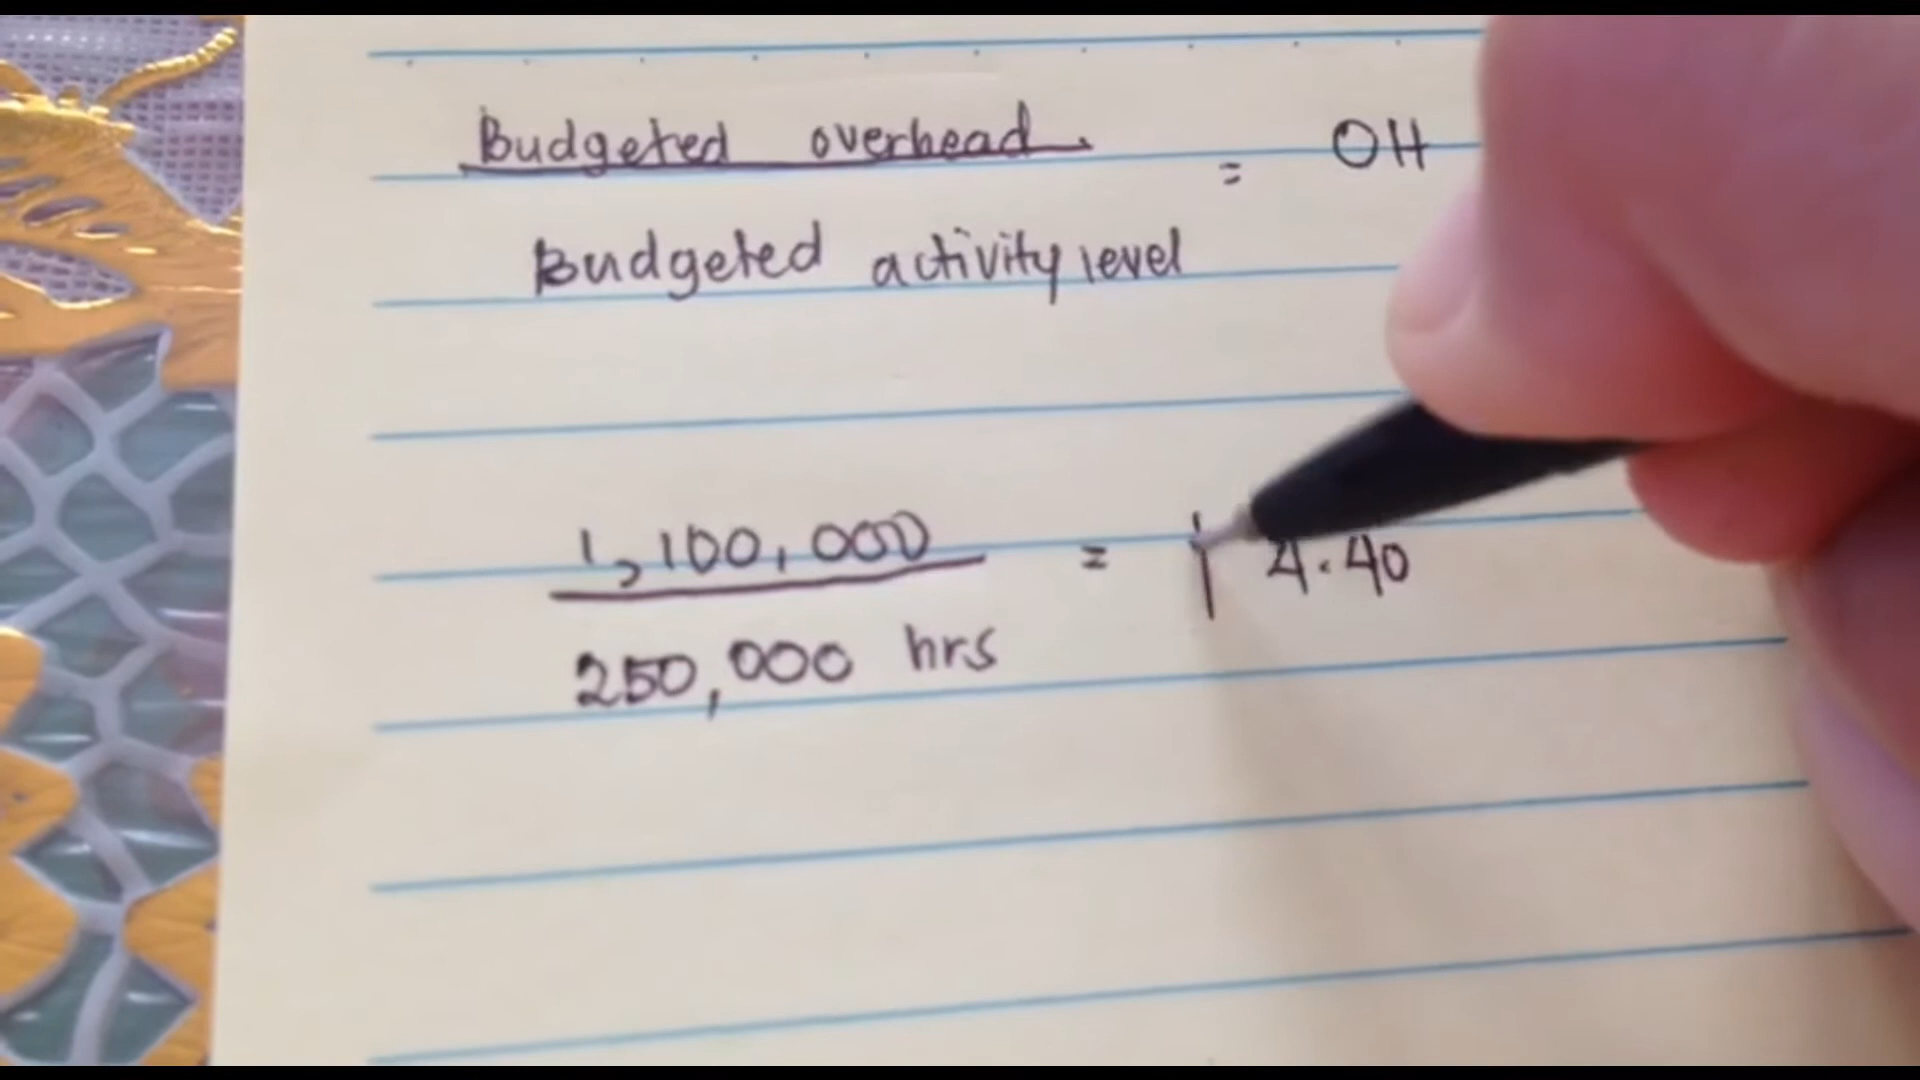 Budgeted overhead = OH
Budgeted activity level
1,100,000 = 4.40
250,000 hrs